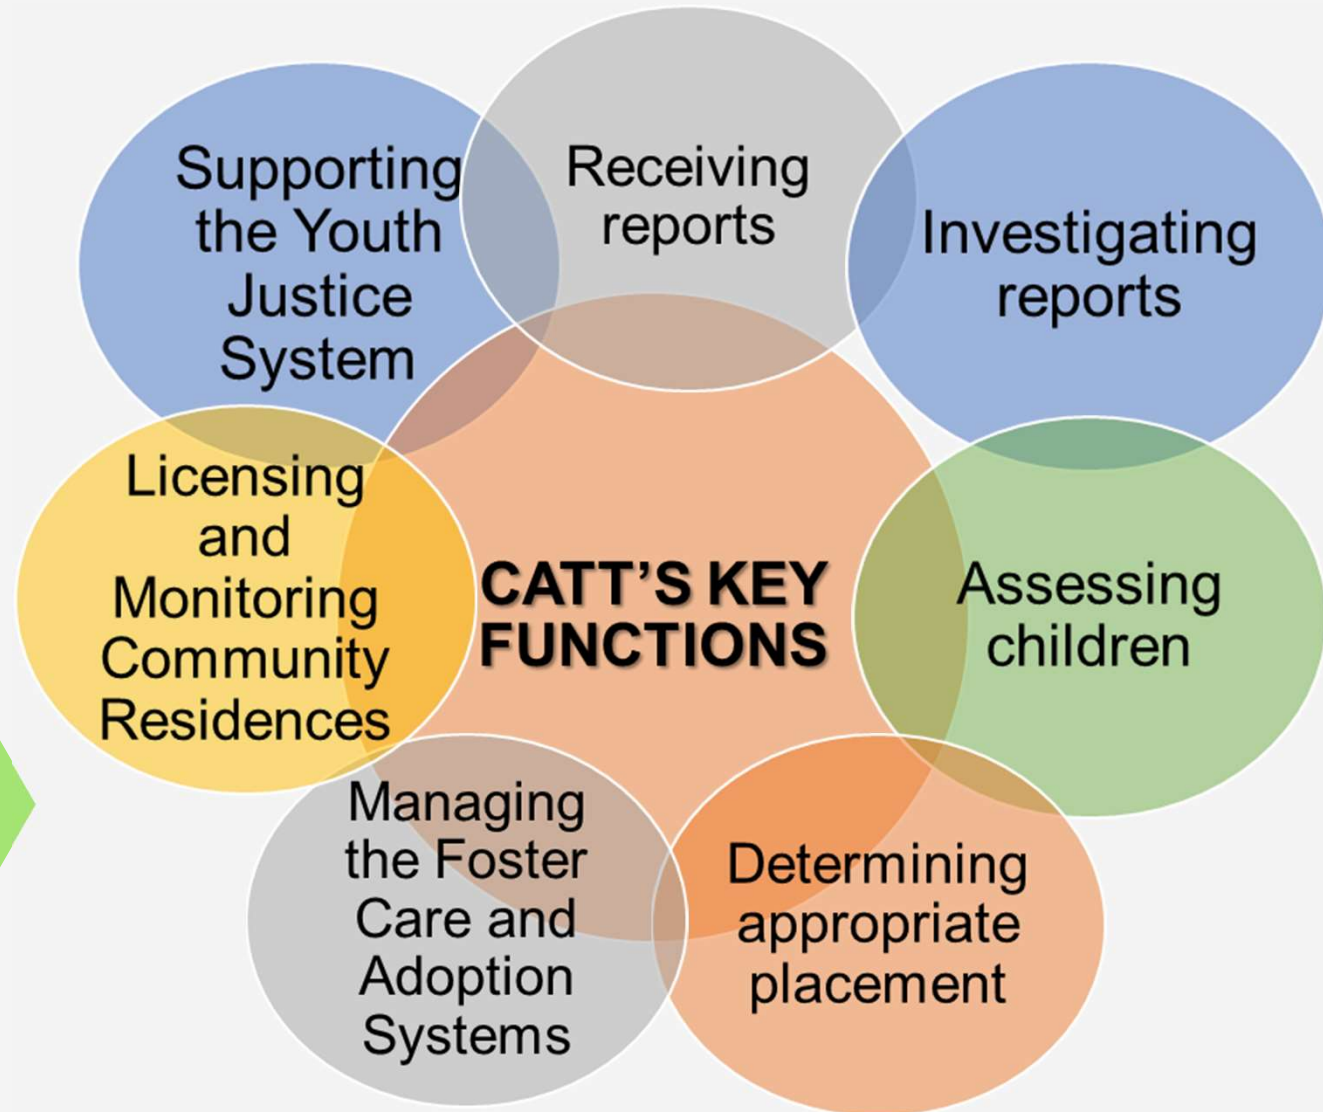 Supporting
the Youth
Justice
System
Receiving
reports
Investigating
reports
Licensing
and
Monitoring
Community
Residences
CATT’S KEY
FUNCTIONS
Assessing
children
Managing
the Foster
Care and
Adoption
Systems
Determining
appropriate
placement